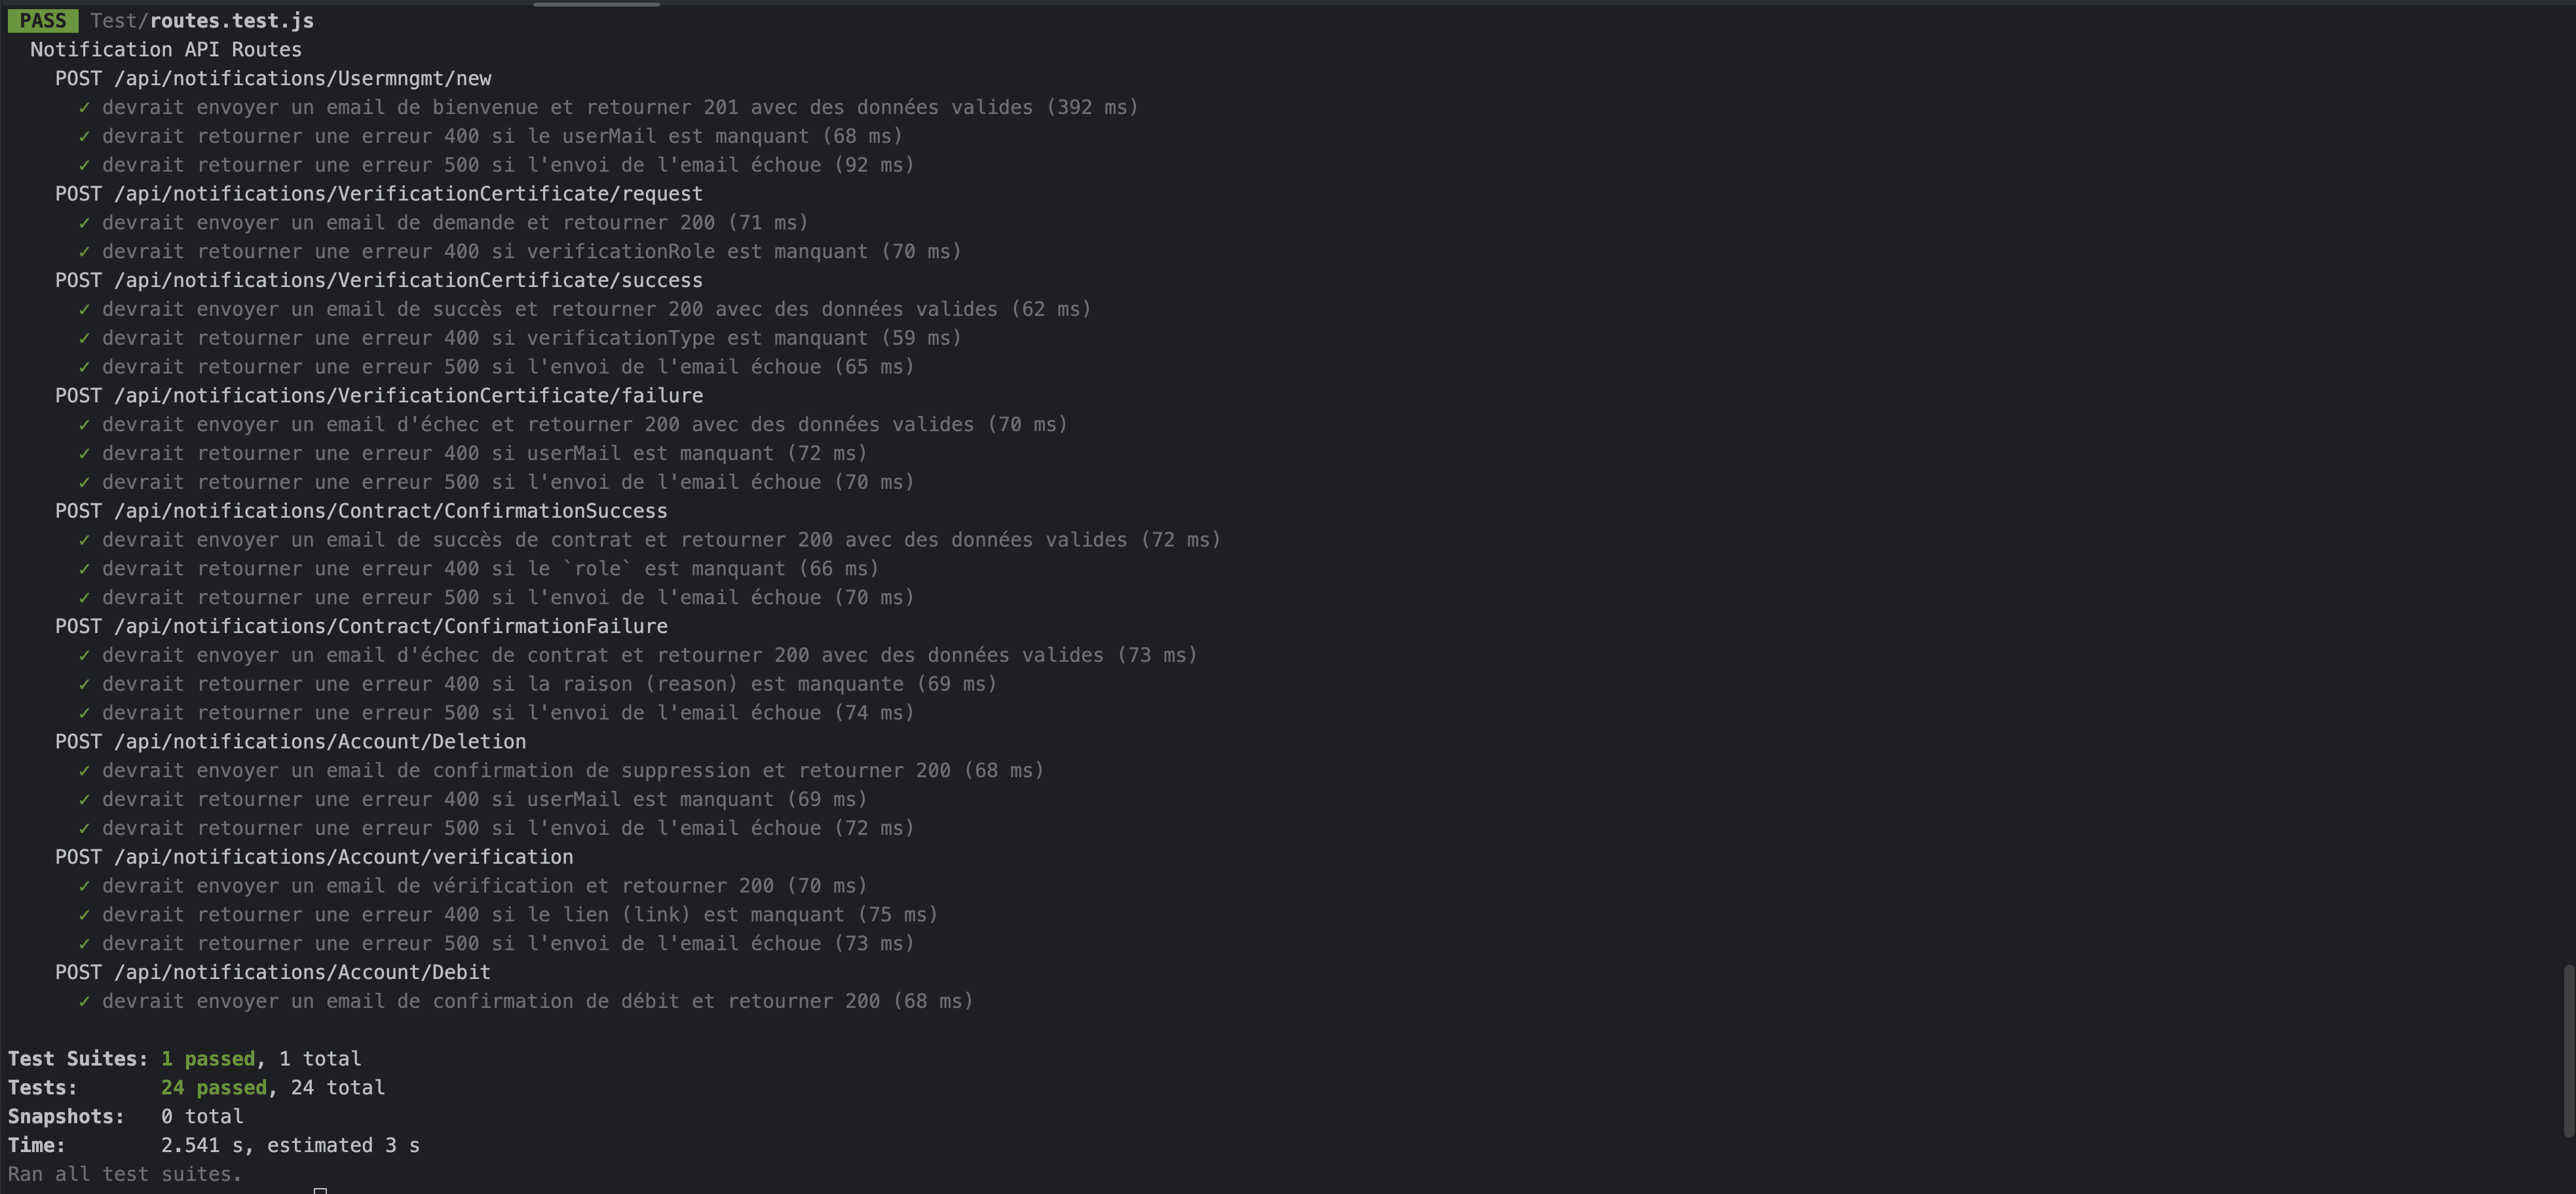 PASS Test/routes.test.js
Notification API Routes
POST /api/notifications/Usermngmt/new
✓ devrait envoyer un email de bienvenue et retourner 201 avec des données valides (392 ms)
✓ devrait retourner une erreur 400 si le userMail est manquant (68 ms)
✓ devrait retourner une erreur 500 si l'envoi de l'email échoue (92 ms)
POST /api/notifications/VerificationCertificate/request
✓ devrait envoyer un email de demande et retourner 200 (71 ms)
✓ devrait retourner une erreur 400 si verificationRole est manquant (70 ms)
POST /api/notifications/VerificationCertificate/success
✓ devrait envoyer un email de succès et retourner 200 avec des données valides (62 ms)
✓ devrait retourner une erreur 400 si verificationType est manquant (59 ms)
✓ devrait retourner une erreur 500 si l'envoi de l'email échoue (65 ms)
POST /api/notifications/VerificationCertificate/failure
✓ devrait envoyer un email d'échec et retourner 200 avec des données valides (70 ms)
✓ devrait retourner une erreur 400 si userMail est manquant (72 ms)
✓ devrait retourner une erreur 500 si l'envoi de l'email échoue (70 ms)
POST /api/notifications/Contract/ConfirmationSuccess
✓ devrait envoyer un email de succès de contrat et retourner 200 avec des données valides (72 ms)
✓ devrait retourner une erreur 400 si le `role` est manquant (66 ms)
✓ devrait retourner une erreur 500 si l'envoi de l'email échoue (70 ms)
POST /api/notifications/Contract/ConfirmationFailure
✓ devrait envoyer un email d'échec de contrat et retourner 200 avec des données valides (73 ms)
✓ devrait retourner une erreur 400 si la raison (reason) est manquante (69 ms)
✓ devrait retourner une erreur 500 si l'envoi de l'email échoue (74 ms)
POST /api/notifications/Account/Deletion
✓ devrait envoyer un email de confirmation de suppression et retourner 200 (68 ms)
✓ devrait retourner une erreur 400 si userMail est manquant (69 ms)
✓ devrait retourner une erreur 500 si l'envoi de l'email échoue (72 ms)
POST /api/notifications/Account/verification
✓ devrait envoyer un email de vérification et retourner 200 (70 ms)
✓ devrait retourner une erreur 400 si le lien (link) est manquant (75 ms)
✓ devrait retourner une erreur 500 si l'envoi de l'email échoue (73 ms)
POST /api/notifications/Account/Debit
✓ devrait envoyer un email de confirmation de débit et retourner 200 (68 ms)
Test Suites: 1 passed, 1 total
Tests: 24 passed, 24 total
Snapshots: 0 total
Time: 2.541 s, estimated 3 s
Ran all test suites.